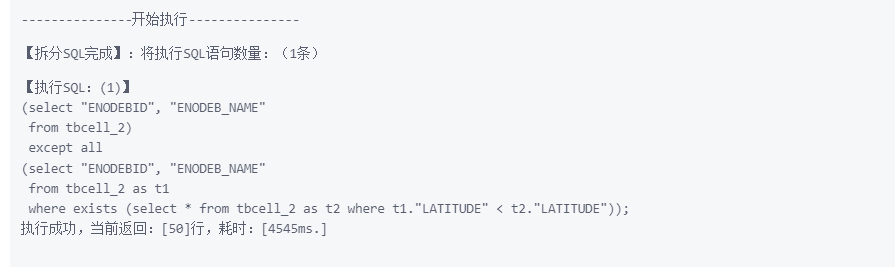 ---------------开始执行---------------
【拆分SQL完成】：将执行SQL语句数量：（1条）
【执行SQL：(1)】
(select "ENODEBID", "ENODEB_NAME"
from tbcell_2)
except all
(select "ENODEBID", "ENODEB_NAME"
from tbcell_2 as t1
where exists (select * from tbcell_2 as t2 where t1."LATITUDE" < t2."LATITUDE"));
执行成功，当前返回：[50]行，耗时：[4545ms.]